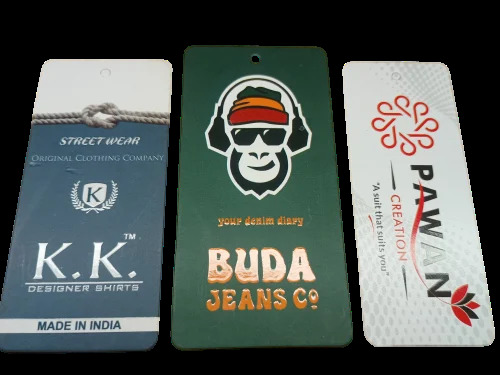 STREET WEAR
ORIGINAL CLOTHING COMPANY
K
K.K.™
DESIGNER SHIRTS
MADE IN INDIA
your denim diary
BUDA
JEANS Co
PAWAN
CREATION
"A suit that suits you"